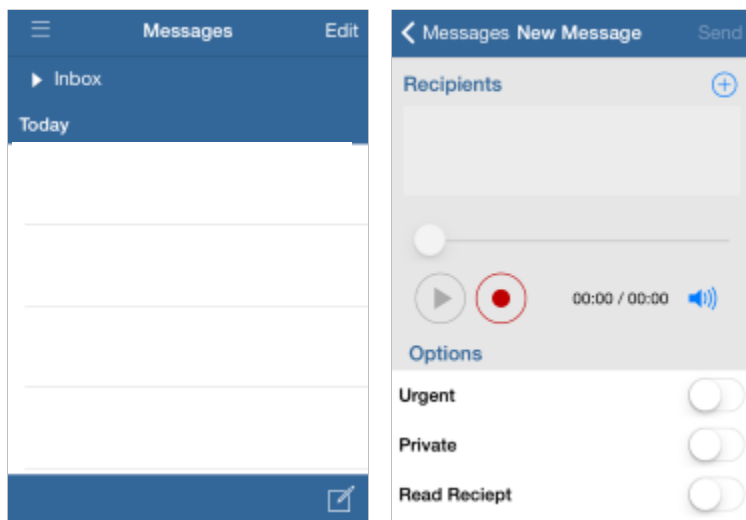 Messages Edit
Inbox
Today
Messages New Message Send
Recipients
00:00 / 00:00
Options
Urgent
Private
Read Reciept